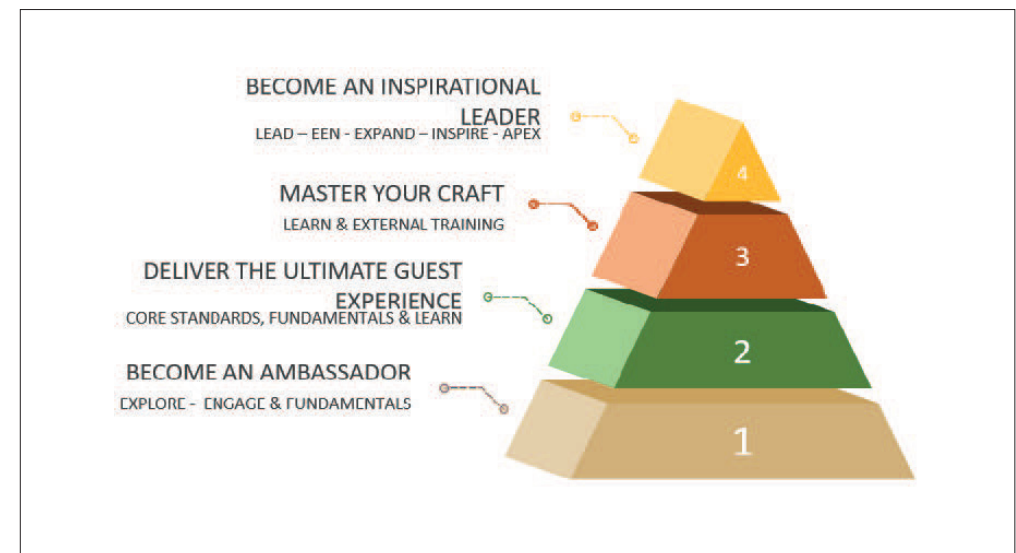 BECOME AN INSPIRATIONAL
LEADER
LEAD – EEN - EXPAND – INSPIRE - APEX
4
MASTER YOUR CRAFT
LEARN & EXTERNAL TRAINING
3
DELIVER THE ULTIMATE GUEST
EXPERIENCE
CORE STANDARDS, FUNDAMENTALS & LEARN
2
BECOME AN AMBASSADOR
EXPLORE - ENGAGE & FUNDAMENTALS
1